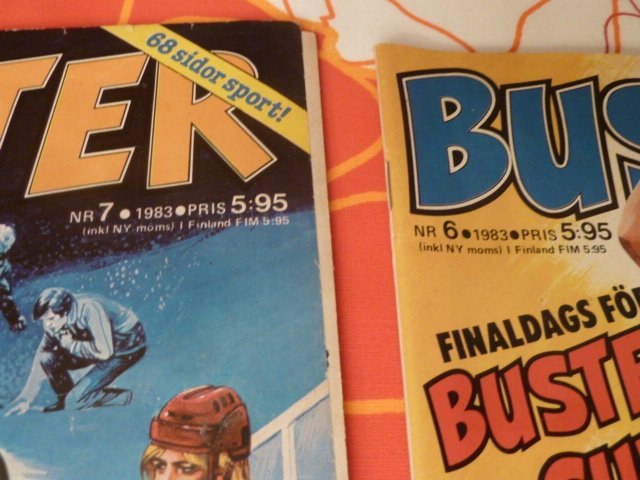 TER
68 sidor sport!
NR 7 • 1983 • PRIS 5:95
(inkl NY moms) I Finland FIM 5:95
BUS
NR 6 • 1983 • PRIS 5:95
(inkl NY moms) I Finland FIM 5:95
FINALDAGS FÖR
BUSTE